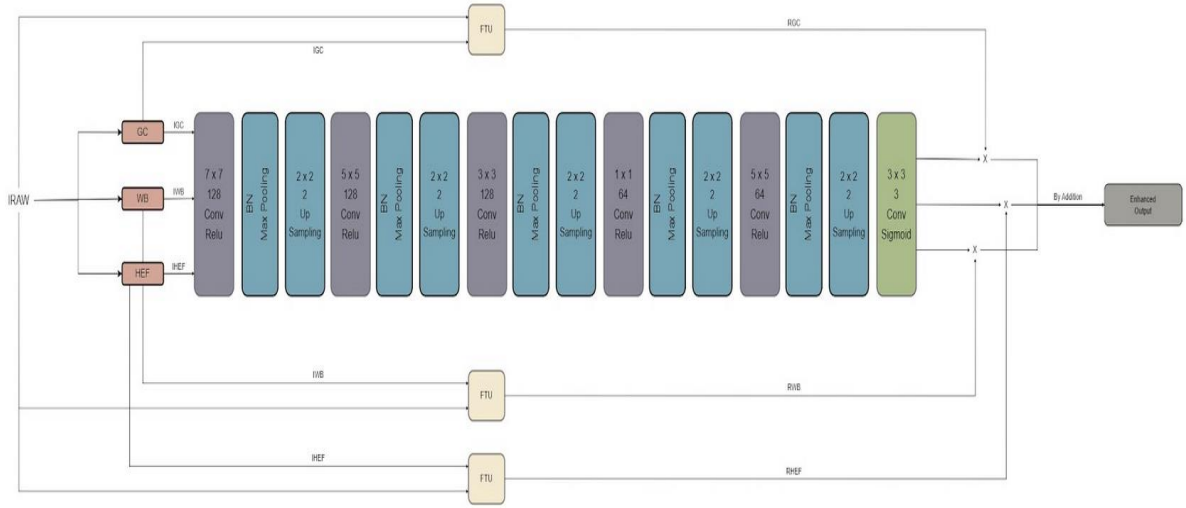 FTU
RGC
IGC
GC
IGC
WB
IWB
HEF
IHEF
IRAW
7 x 7
128
Conv
Relu
BN
Max Pooling
2 x 2
2
Up
Sampling
5 x 5
128
Conv
Relu
BN
Max Pooling
2 x 2
2
Up
Sampling
3 x 3
128
Conv
Relu
BN
Max Pooling
2 x 2
2
Up
Sampling
1 x 1
64
Conv
Relu
BN
Max Pooling
2 x 2
2
Up
Sampling
5 x 5
64
Conv
Relu
BN
Max Pooling
2 x 2
2
Up
Sampling
3 x 3
3
Conv
Sigmoid
X
X
X
By Addition
Enhanced
Output
IWB
FTU
RWB
IHEF
FTU
RHEF